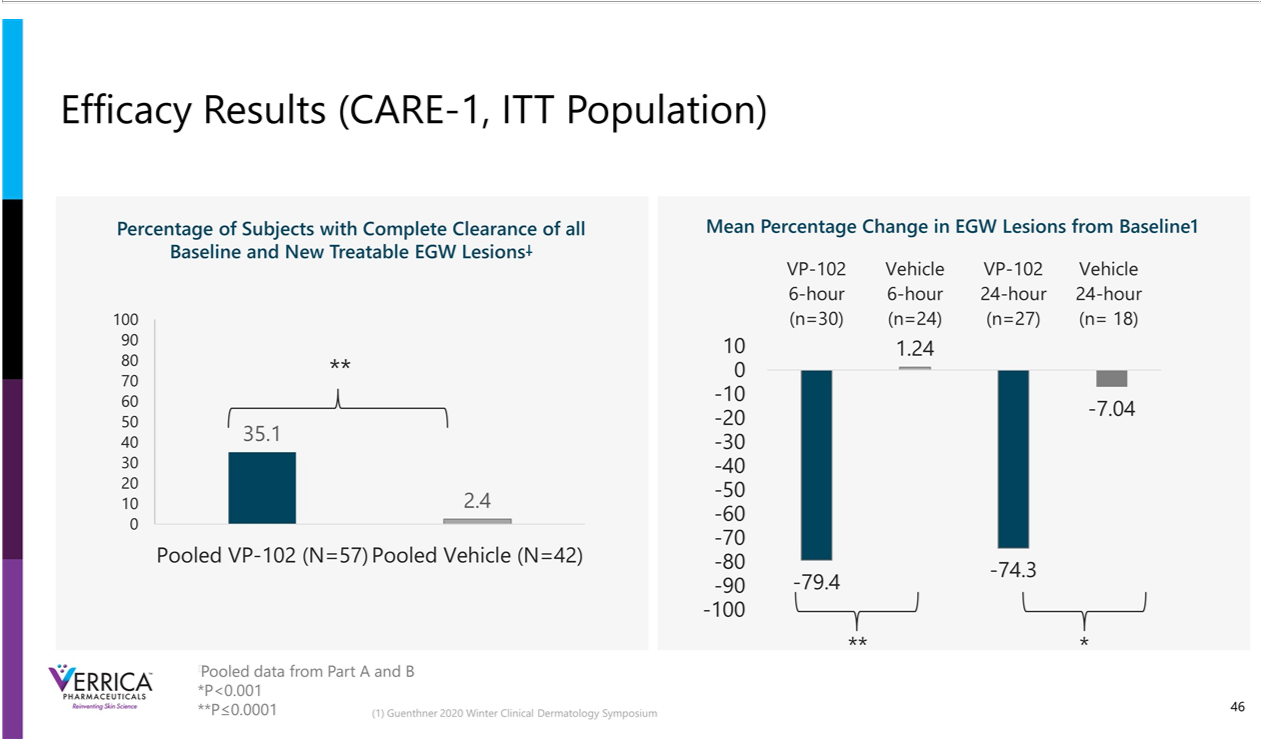 Efficacy Results (CARE-1, ITT Population)
Percentage of Subjects with Complete Clearance of all
Baseline and New Treatable EGW Lesions⸸
100
90
80
70
60
50
40
30
20
10
0
**
35.1
2.4
Pooled VP-102 (N=57) Pooled Vehicle (N=42)
Mean Percentage Change in EGW Lesions from Baseline1
VP-102 Vehicle VP-102 Vehicle
6-hour 6-hour 24-hour 24-hour
(n=30) (n=24) (n=27) (n= 18)
10
0
-10
-20
-30
-40
-50
-60
-70
-80
-90
-100
1.24
-7.04
-79.4
-74.3
** *
VERRICA™
PHARMACEUTICALS
Reinventing Skin Science
Pooled data from Part A and B
*P<0.001
**P≤0.0001
(1) Guenthner 2020 Winter Clinical Dermatology Symposium
46